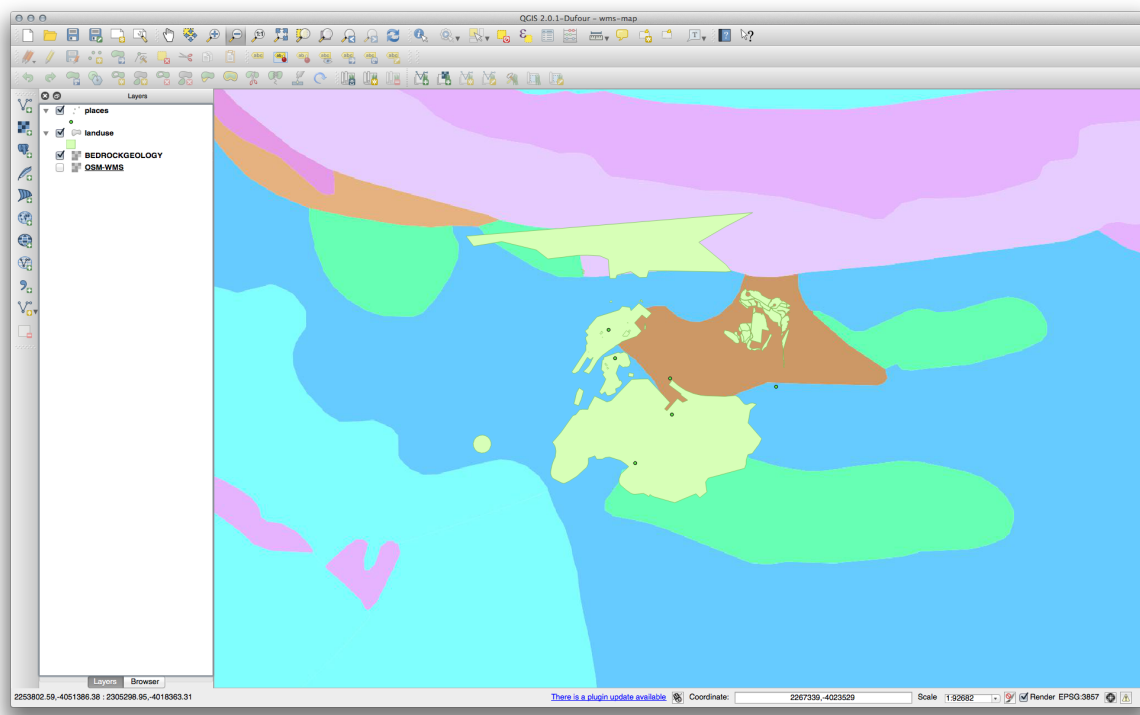 QGIS 2.0.1-Dufour - wms-map
Layers
places
landuse
BEDROCKGEOLOGY
OSM-WMS
Layers Browser
2253802.59,-4051386.38 : 2305298.95,-4018363.31 There is a plugin update available Coordinate: 2267339,-4023529 Scale 1:92682 Render EPSG:3857